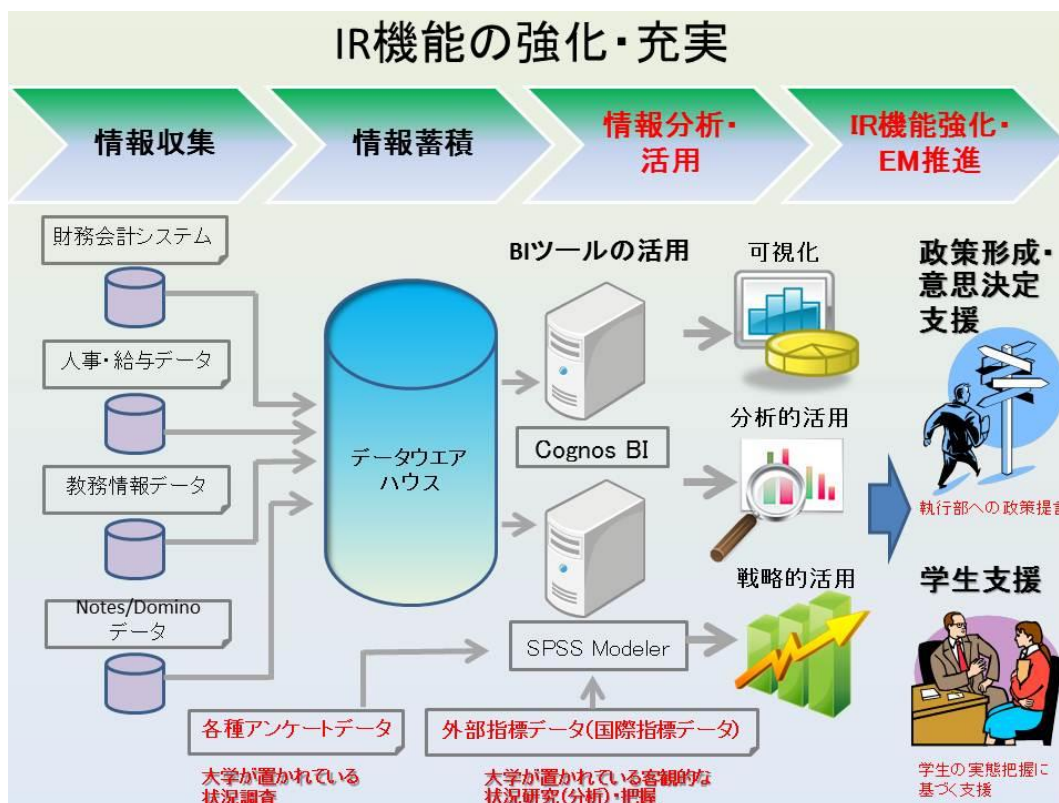 IR機能の強化・充実
情報収集
情報蓄積
情報分析・
活用
IR機能強化・
EM推進
財務会計システム
人事・給与データ
教務情報データ
Notes/Domino
データ
データウエア
ハウス
BIツールの活用
Cognos BI
SPSS Modeler
可視化
分析的活用
戦略的活用
政策形成・
意思決定
支援
執行部への政策提言
学生支援
学生の実態把握に
基づく支援
各種アンケートデータ
大学が置かれている
状況調査
外部指標データ(国際指標データ)
大学が置かれている客観的な
状況研究(分析)・把握